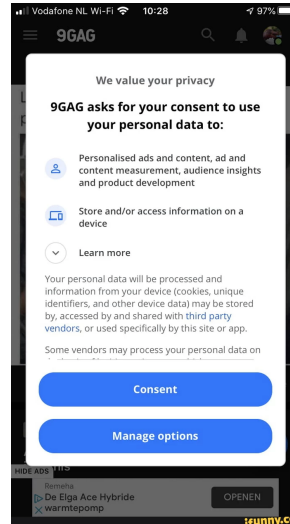 Vodafone NL Wi-Fi 10:28 97%
9GAG
We value your privacy
9GAG asks for your consent to use
your personal data to:
Personalised ads and content, ad and
content measurement, audience insights
and product development
Store and/or access information on a
device
Learn more
Your personal data will be processed and
information from your device (cookies, unique
identifiers, and other device data) may be stored
by, accessed by and shared with third party
vendors, or used specifically by this site or app.
Some vendors may process your personal data on
Consent
Manage options
HIDE ADS
Remeha
De Elga Ace Hybride
warmtepomp
OPENEN